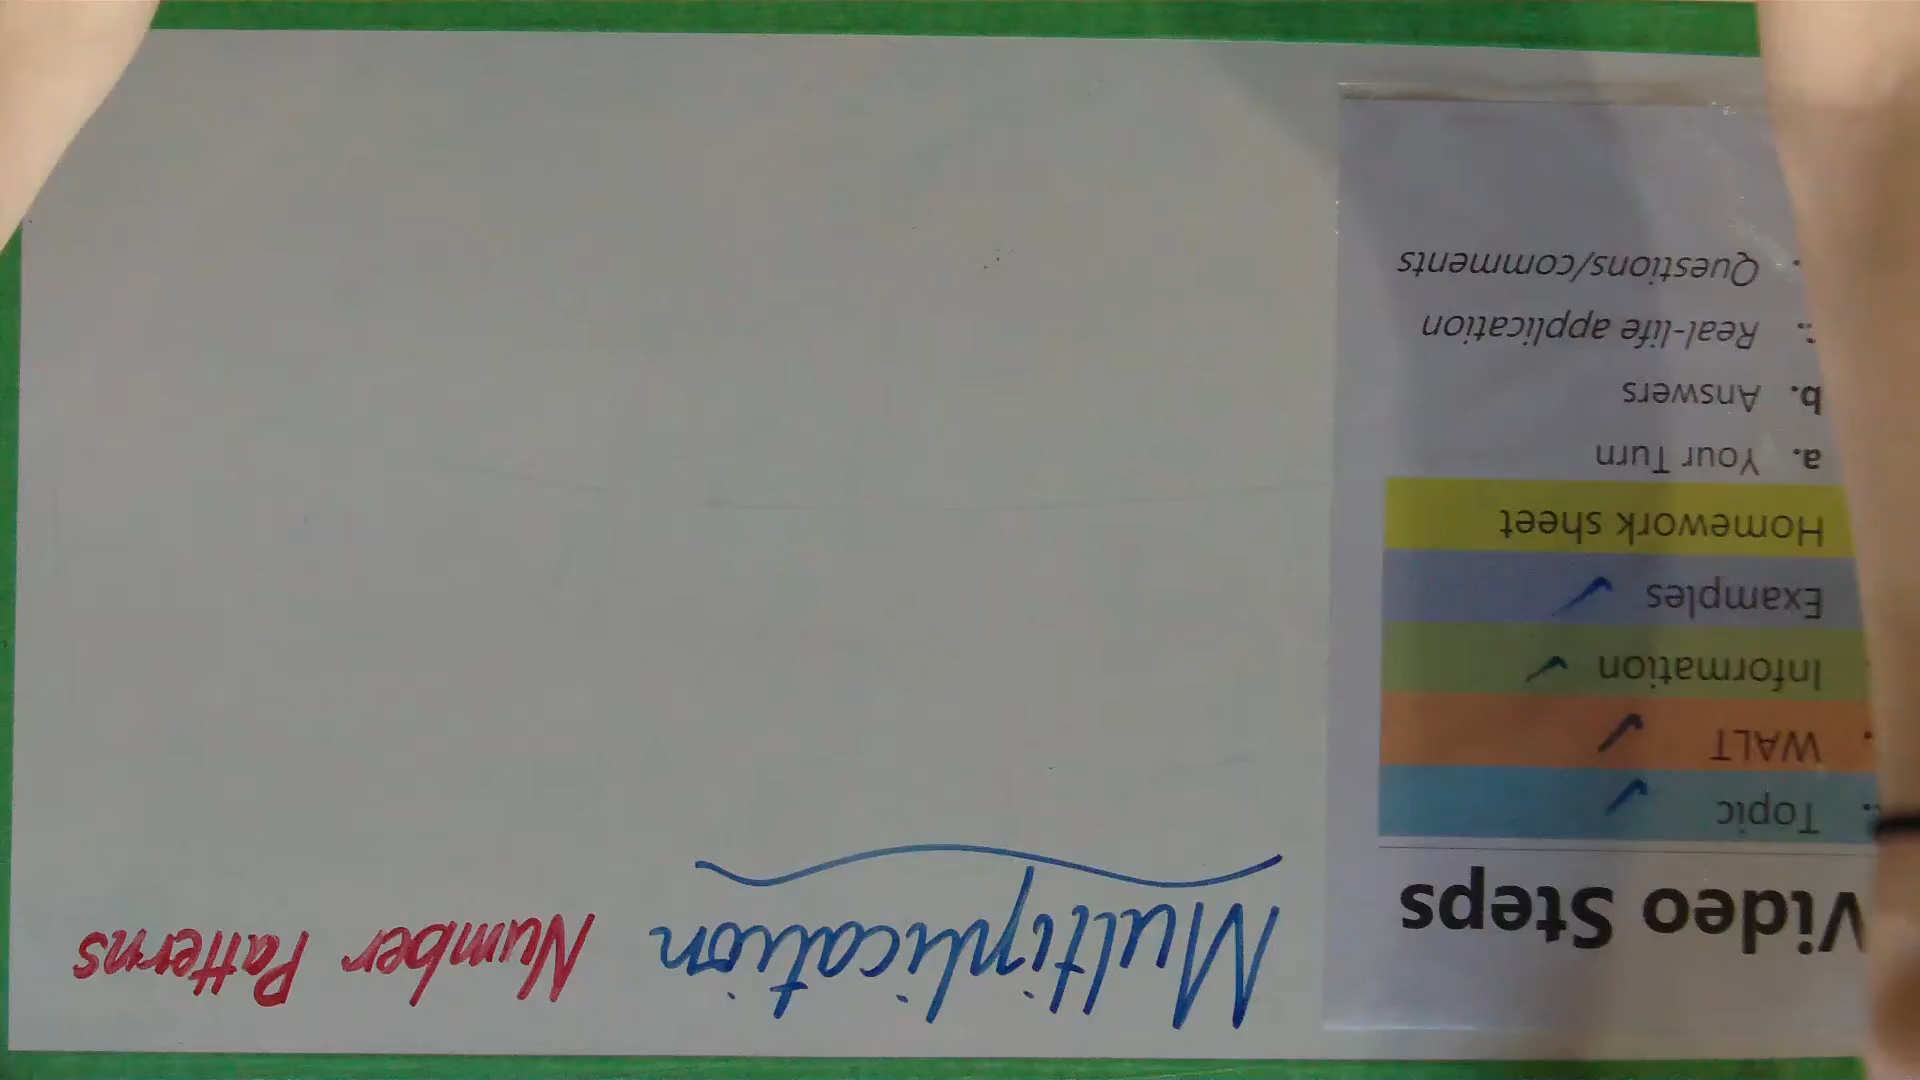 Video Steps
Topic
WALT
Information
Examples
Homework sheet
a. Your Turn
b. Answers
c. Real-life application
Questions/comments
Multiplication
Number Patterns